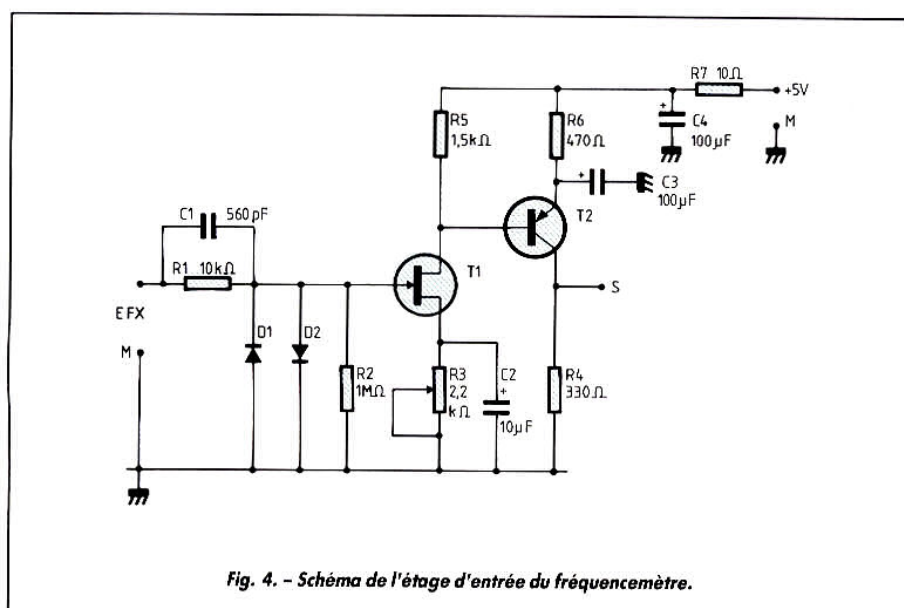 R7 10Ω
+5V
M
C4
100µF
R5
1,5kΩ
R6
470Ω
C3
100µF
T2
C1 560pF
R1 10kΩ
T1
S
EFX
M
D1
D2
R2
1MΩ
R3
2,2
kΩ
C2
10µF
R4
330Ω
Fig. 4. – Schéma de l'étage d'entrée du fréquencemètre.